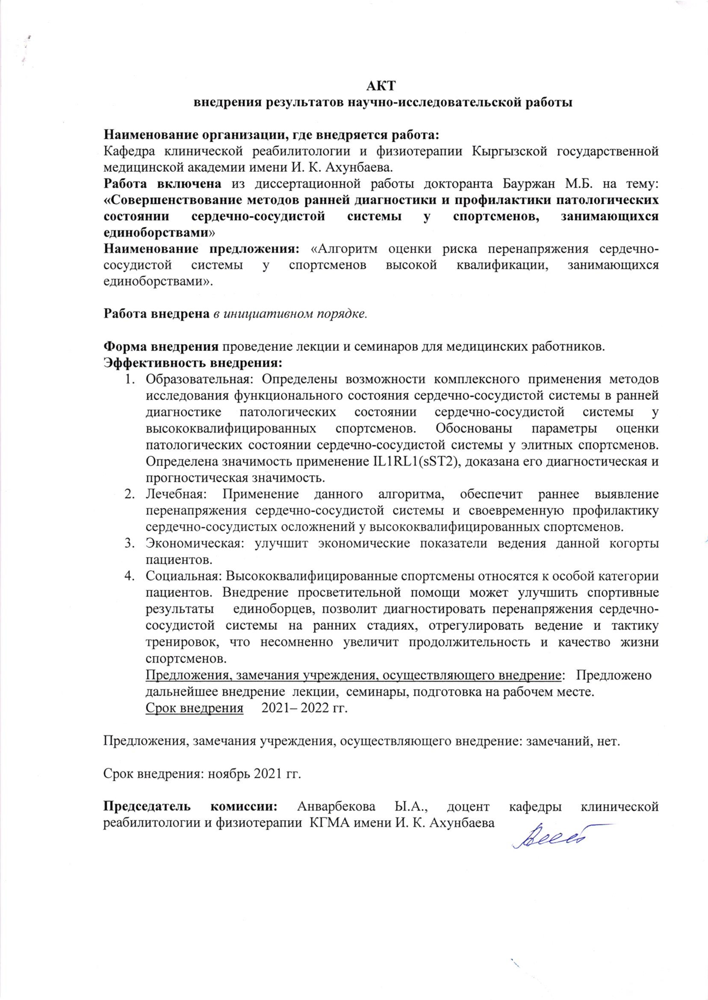 АКТ
внедрения результатов научно-исследовательской работы
Наименование организации, где внедряется работа:
Кафедра клинической реабилитологии и физиотерапии Кыргызской государственной
медицинской академии имени И. К. Ахунбаева.
Работа включена из диссертационной работы докторанта Бауржан М.Б. на тему:
«Совершенствование методов ранней диагностики и профилактики патологических
состоянии сердечно-сосудистой системы у спортсменов, занимающихся
единоборствами»
Наименование предложения: «Алгоритм оценки риска перенапряжения сердечно-
сосудистой системы у спортсменов высокой квалификации, занимающихся
единоборствами».
Работа внедрена в инициативном порядке.
Форма внедрения проведение лекции и семинаров для медицинских работников.
Эффективность внедрения:
1. Образовательная: Определены возможности комплексного применения методов
исследования функционального состояния сердечно-сосудистой системы в ранней
диагностике патологических состоянии сердечно-сосудистой системы у
высококвалифицированных спортсменов. Обоснованы параметры оценки
патологических состоянии сердечно-сосудистой системы у элитных спортсменов.
Определена значимость применение IL1RL1(sST2), доказана его диагностическая и
прогностическая значимость.
2. Лечебная: Применение данного алгоритма, обеспечит раннее выявление
перенапряжения сердечно-сосудистой системы и своевременную профилактику
сердечно-сосудистых осложнений у высококвалифицированных спортсменов.
3. Экономическая: улучшит экономические показатели ведения данной когорты
пациентов.
4. Социальная: Высококвалифицированные спортсмены относятся к особой категории
пациентов. Внедрение просветительной помощи может улучшить спортивные
результаты единоборцев, позволит диагностировать перенапряжения сердечно-
сосудистой системы на ранних стадиях, отрегулировать ведение и тактику
тренировок, что несомненно увеличит продолжительность и качество жизни
спортсменов.
Предложения, замечания учреждения, осуществляющего внедрение: Предложено
дальнейшее внедрение лекции, семинары, подготовка на рабочем месте.
Срок внедрения 2021– 2022 гг.
Предложения, замечания учреждения, осуществляющего внедрение: замечаний, нет.
Срок внедрения: ноябрь 2021 гг.
Председатель комиссии: Анварбекова Ы.А., доцент кафедры клинической
реабилитологии и физиотерапии КГМА имени И. К. Ахунбаева